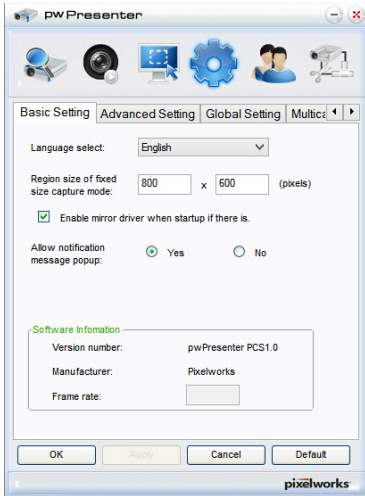 pwPresenter
Basic Setting Advanced Setting Global Setting Multica
Language select: English
Region size of fixed
size capture mode: 800 x 600 (pixels)
Enable mirror driver when startup if there is.
Allow notification
message popup: Yes No
Software Infomation
Version number: pwPresenter PCS1.0
Manufacturer: Pixelworks
Frame rate:
OK Apply Cancel Default
pixelworks